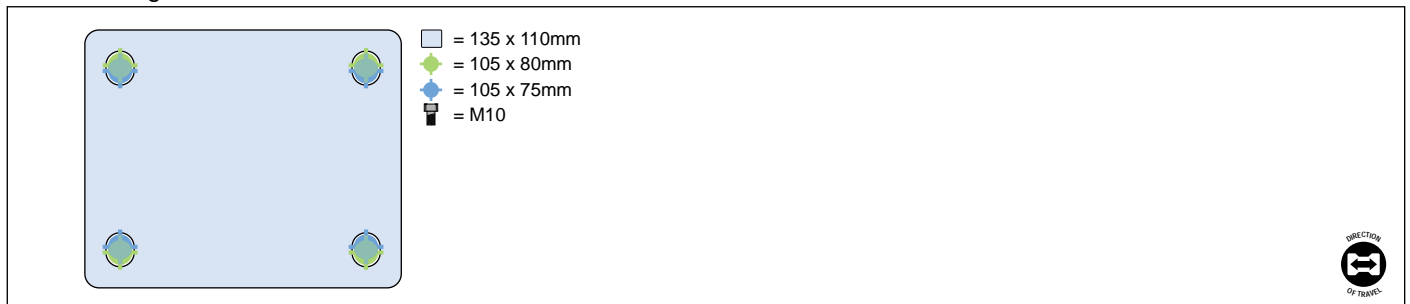 = 135 x 110mm
= 105 x 80mm
= 105 x 75mm
= M10
DIRECTION
OF TRAVEL